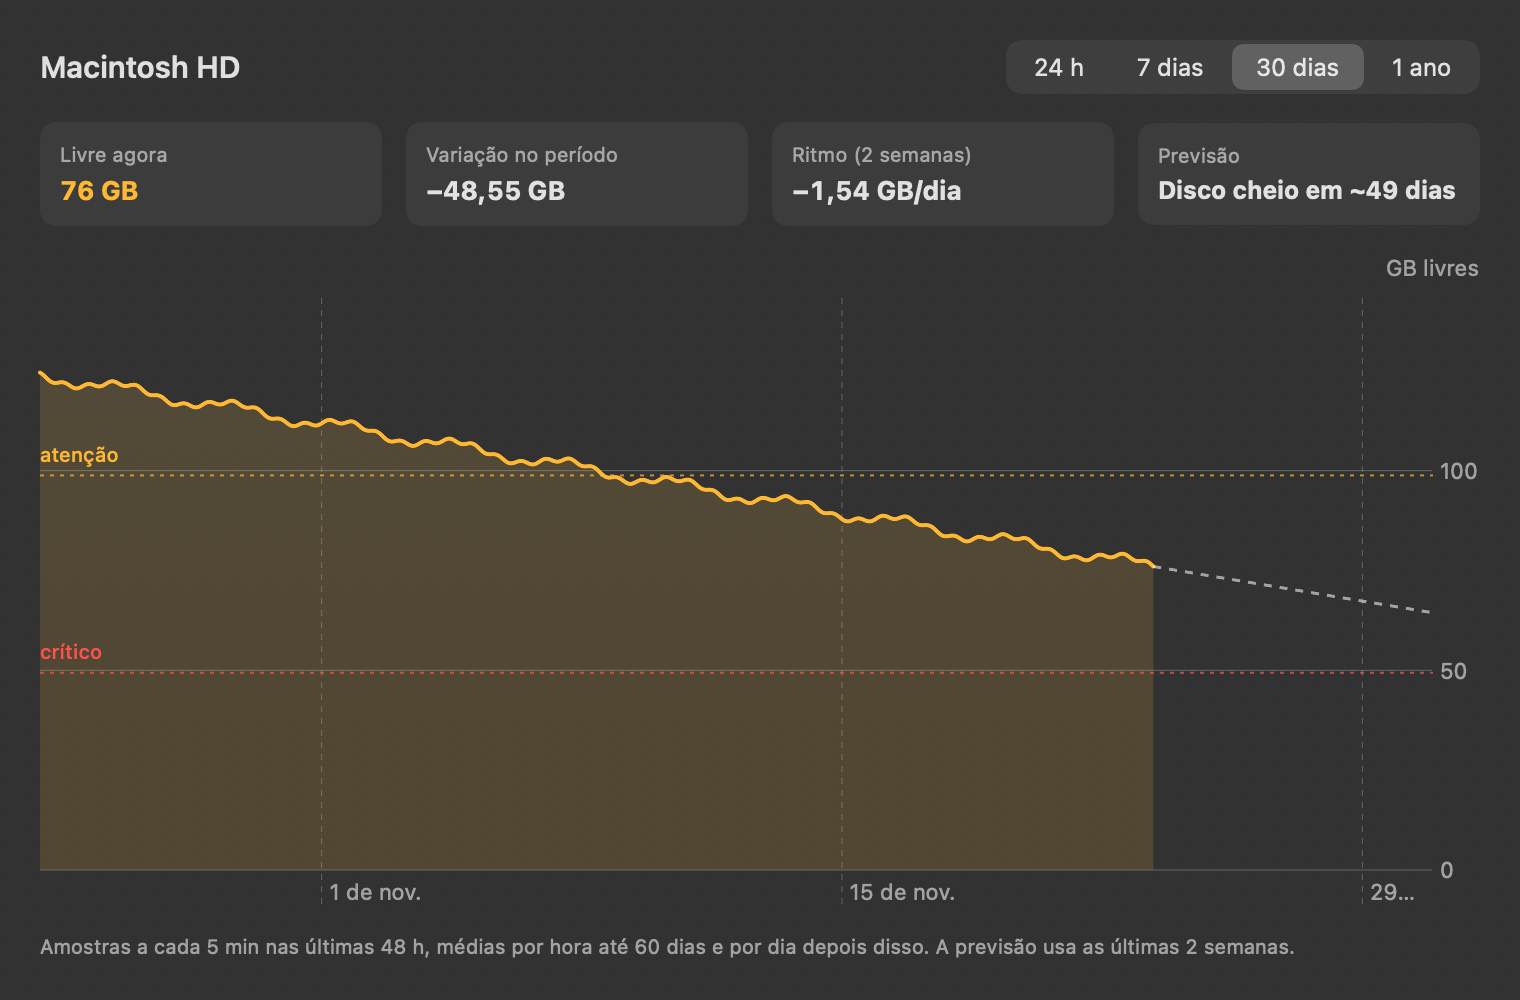 Macintosh HD
24 h
7 dias
30 dias
1 ano
Livre agora
76 GB
Variação no período
−48,55 GB
Ritmo (2 semanas)
−1,54 GB/dia
Previsão
Disco cheio em ~49 dias
GB livres
atenção
100
crítico
50
0
1 de nov.
15 de nov.
29...
Amostras a cada 5 min nas últimas 48 h, médias por hora até 60 dias e por dia depois disso. A previsão usa as últimas 2 semanas.